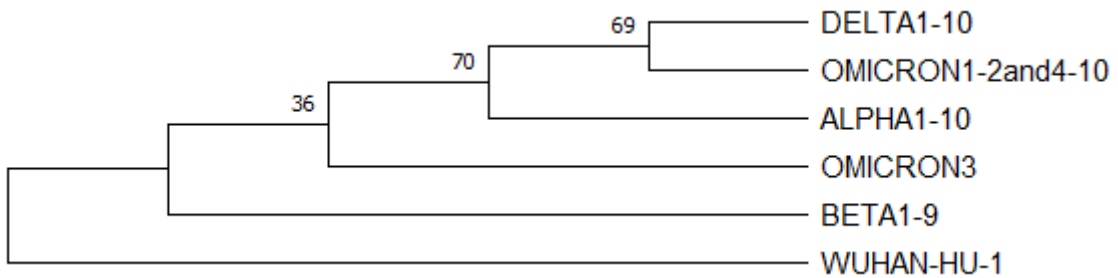 DELTA1-10
69
OMICRON1-2and4-10
70
ALPHA1-10
36
OMICRON3
BETA1-9
WUHAN-HU-1